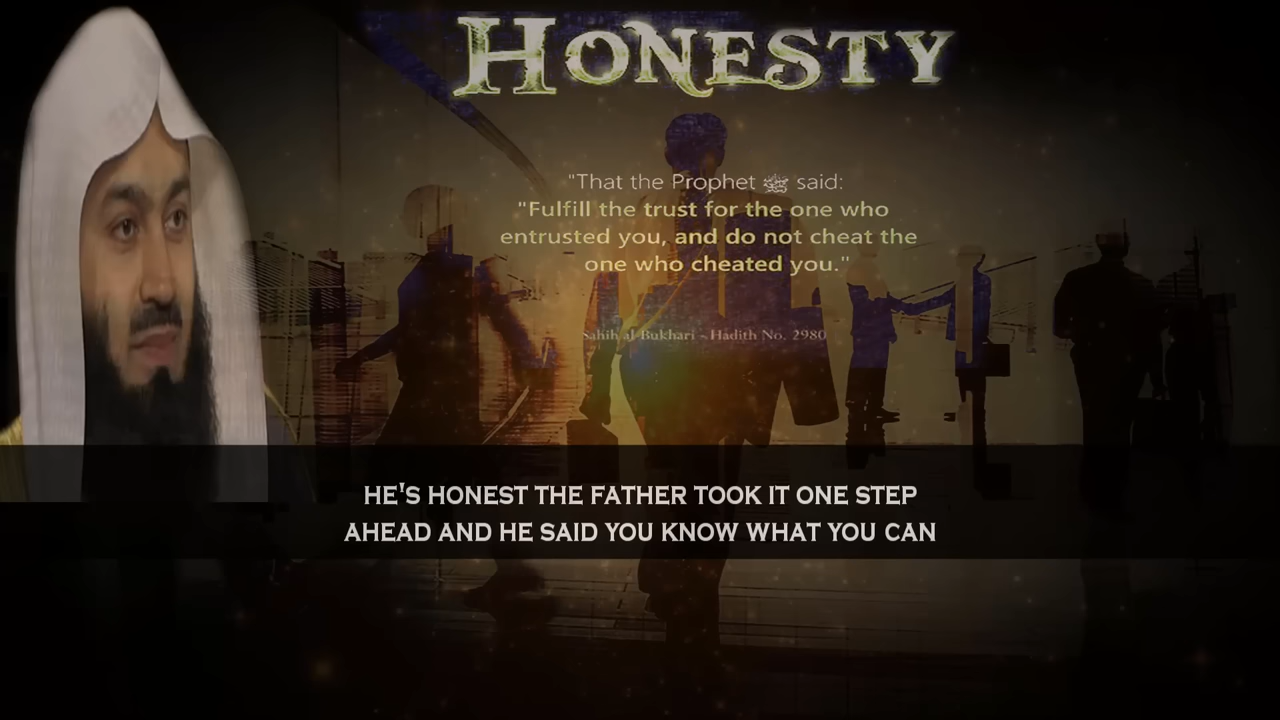 HONESTY
"That the Prophet ﷺ said:
"Fulfill the trust for the one who
entrusted you, and do not cheat the
one who cheated you."
Sahih al-Bukhari ~ Hadith No. 2980
HE'S HONEST THE FATHER TOOK IT ONE STEP
AHEAD AND HE SAID YOU KNOW WHAT YOU CAN